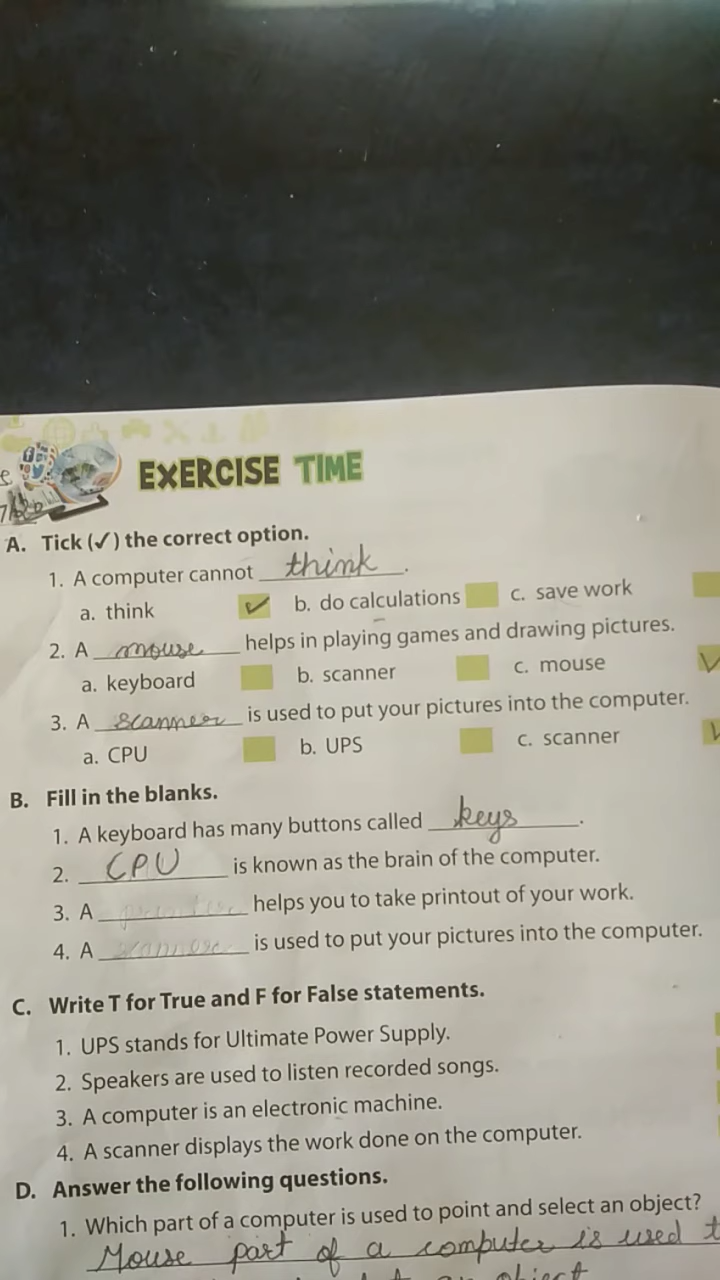 EXERCISE TIME
A. Tick (✓) the correct option.
1. A computer cannot think.
a. think ✓ b. do calculations c. save work
2. A mouse helps in playing games and drawing pictures.
a. keyboard b. scanner c. mouse ✓
3. A scanner is used to put your pictures into the computer.
a. CPU b. UPS c. scanner
B. Fill in the blanks.
1. A keyboard has many buttons called keys.
2. CPU is known as the brain of the computer.
3. A printer helps you to take printout of your work.
4. A scanner is used to put your pictures into the computer.
C. Write T for True and F for False statements.
1. UPS stands for Ultimate Power Supply.
2. Speakers are used to listen recorded songs.
3. A computer is an electronic machine.
4. A scanner displays the work done on the computer.
D. Answer the following questions.
1. Which part of a computer is used to point and select an object?
Mouse part of a computer is used
object